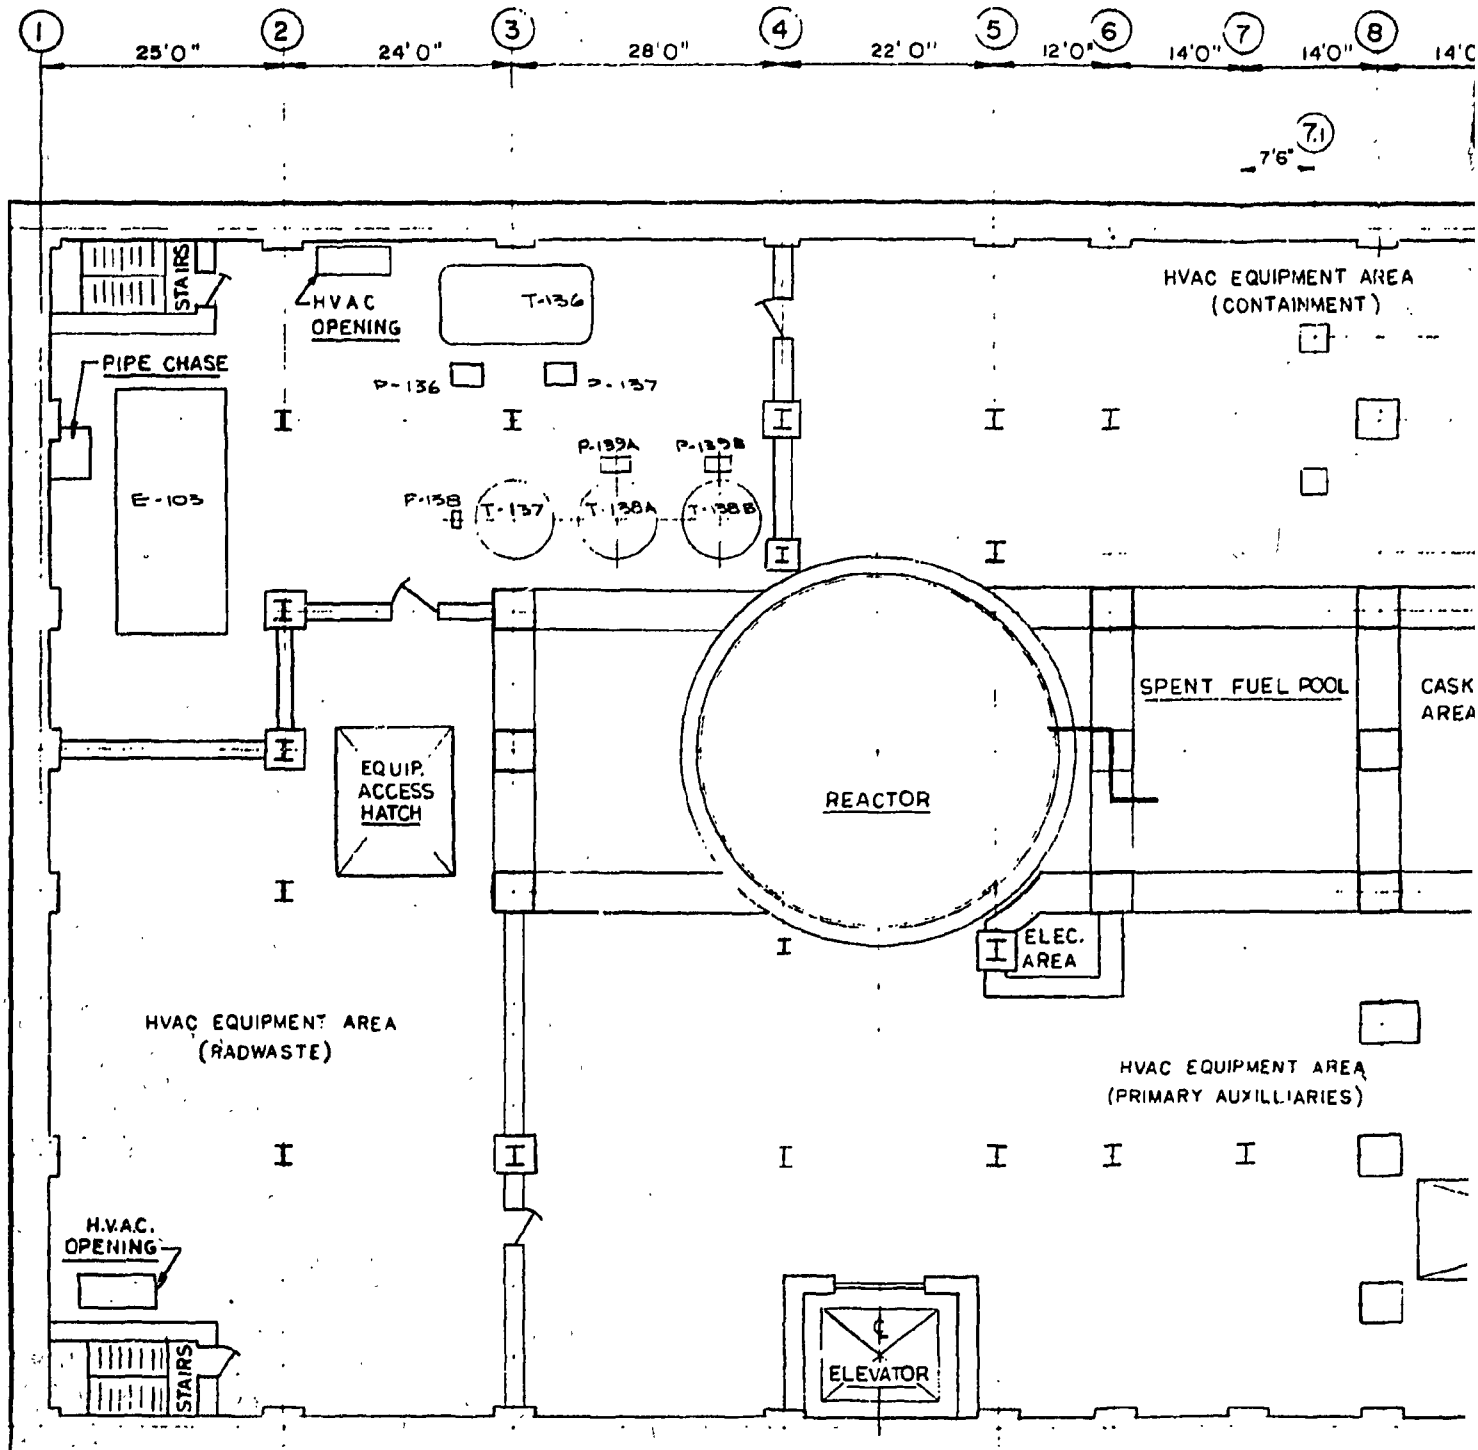 1 2 3 4 5 6 7 8
25'0" 24'0" 28'0" 22'0" 12'0" 14'0" 14'0" 14'0
7.1
7'6"
STAIRS
HVAC
OPENING
T-136
HVAC EQUIPMENT AREA
(CONTAINMENT)
PIPE CHASE
P-136
P-137
E-103
P-139A
P-139B
P-138
T-137
T-138A
T-138B
SPENT FUEL POOL
CASK
AREA
EQUIP.
ACCESS
HATCH
REACTOR
ELEC.
AREA
HVAC EQUIPMENT AREA
(RADWASTE)
HVAC EQUIPMENT AREA
(PRIMARY AUXILLIARIES)
H.V.A.C.
OPENING
STAIRS
℄
ELEVATOR